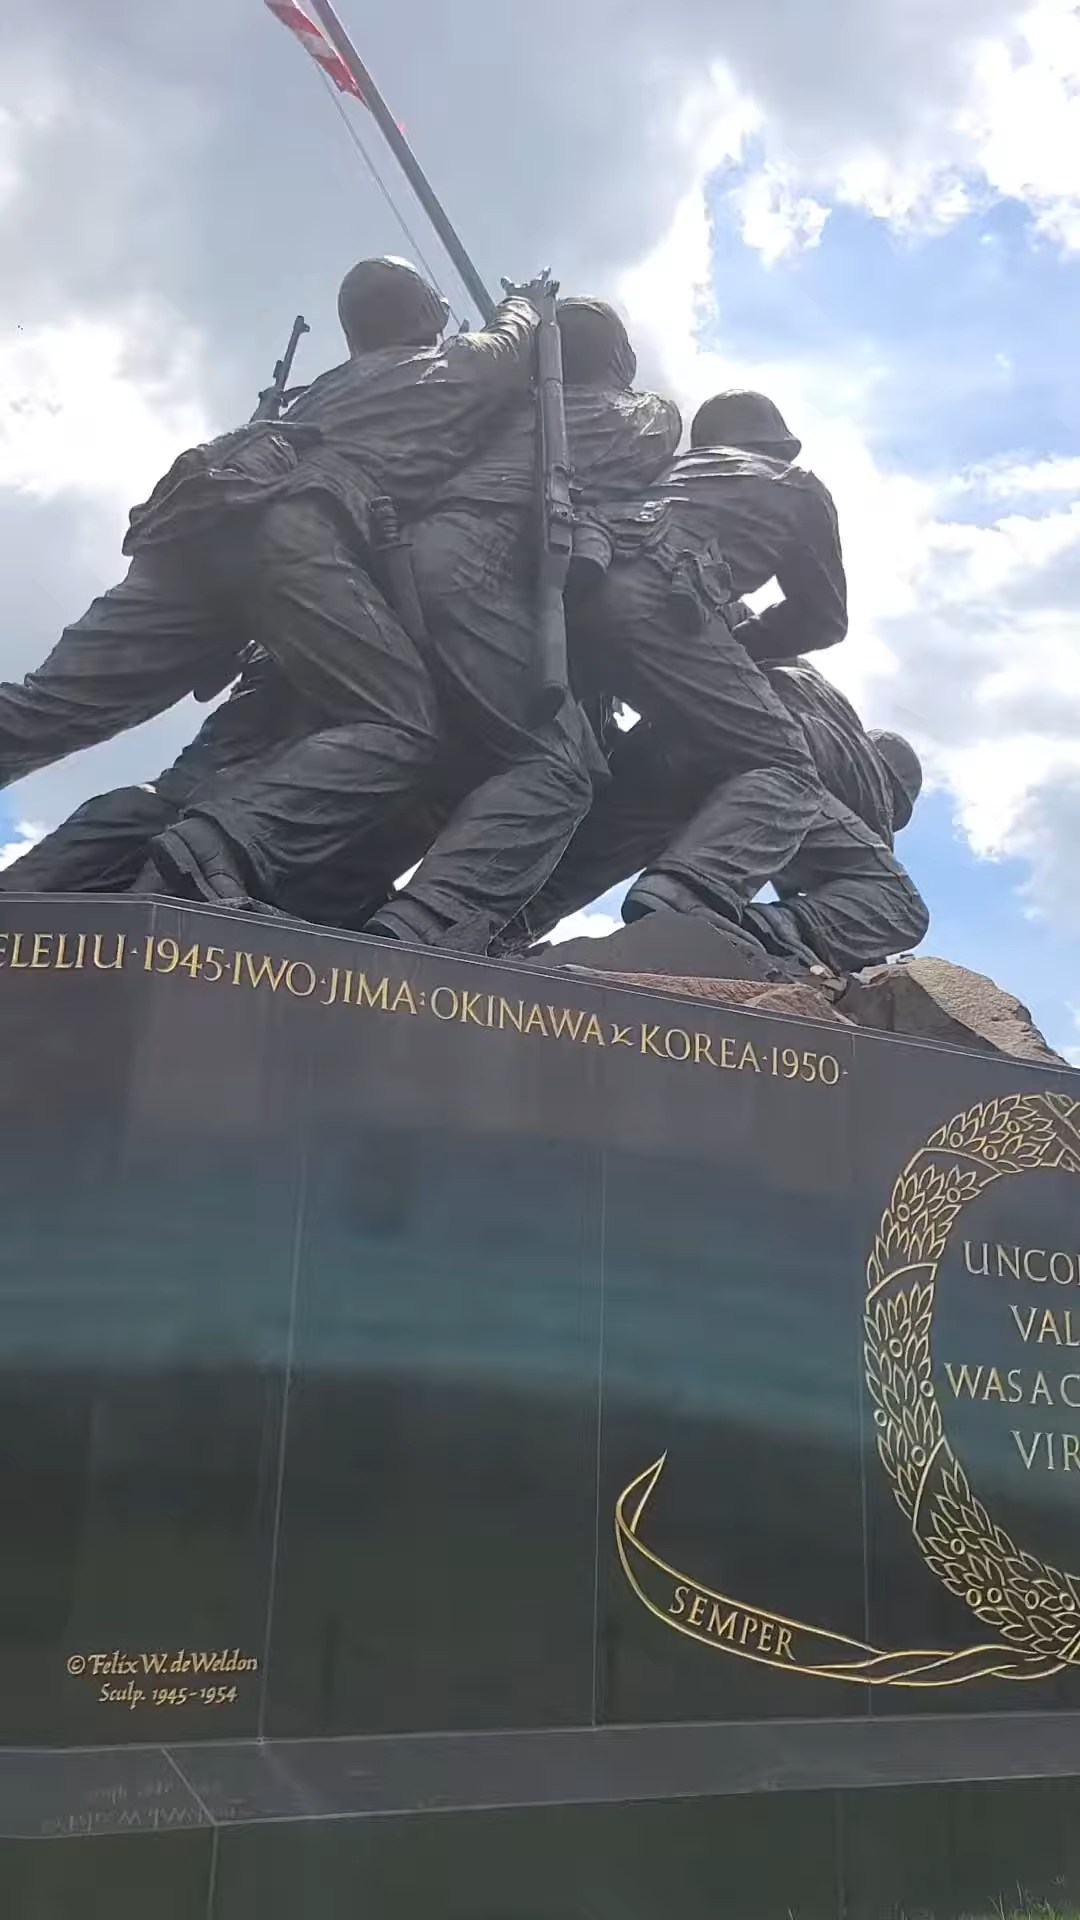 ELELIU · 1945 · IWO · JIMA : OKINAWA KOREA · 1950 ·
UNCO
VAL
WAS A C
VIR
SEMPER
© Felix W. de Weldon
Sculp. 1945-1954